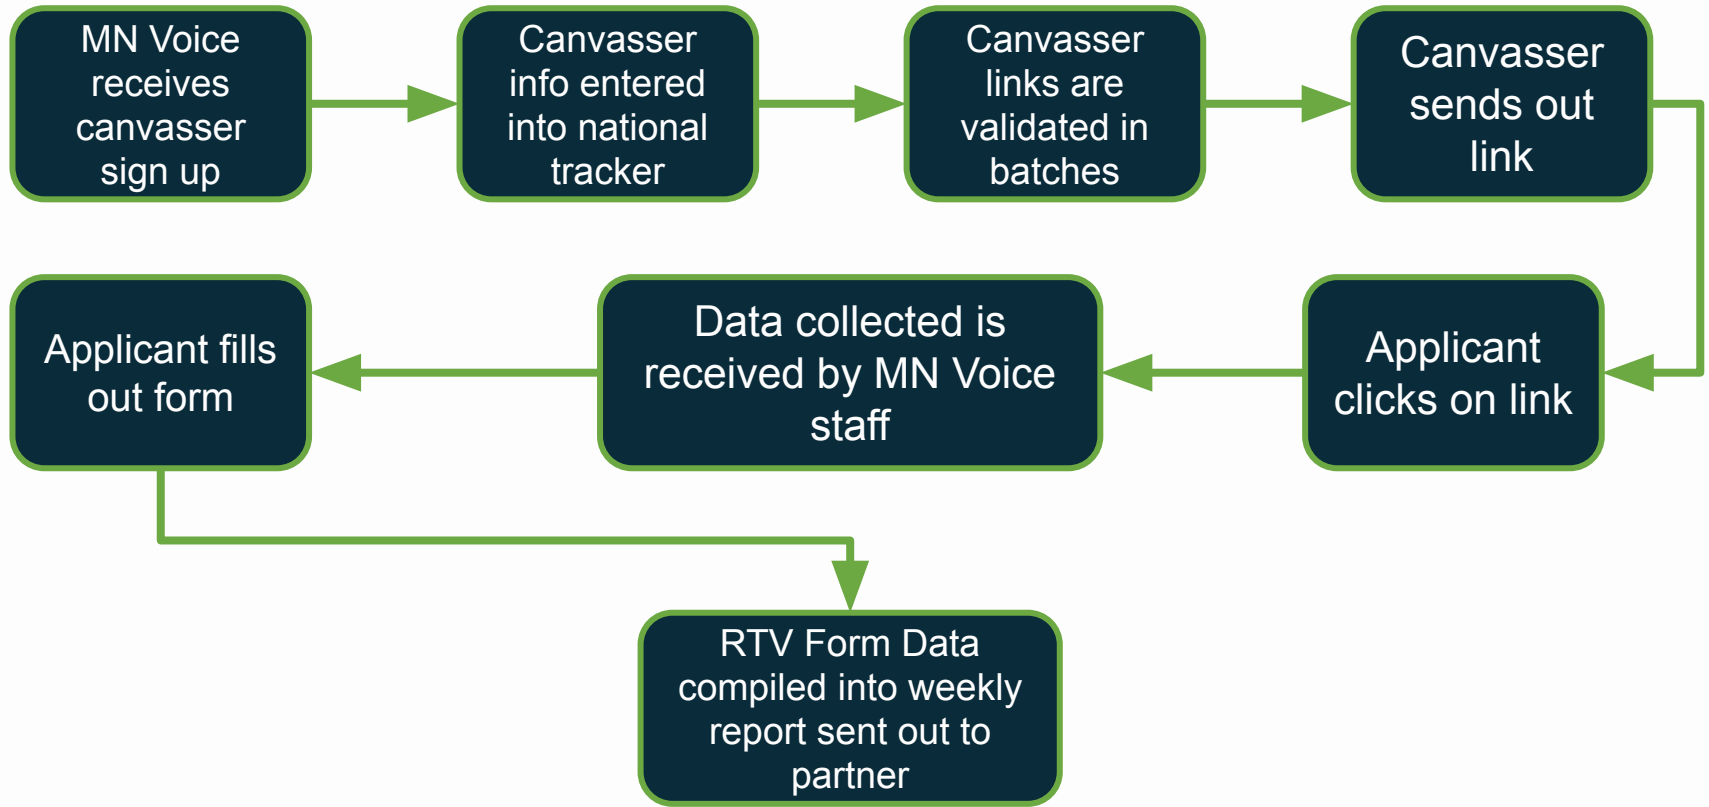 MN Voice
receives
canvasser
sign up
Canvasser
info entered
into national
tracker
Canvasser
links are
validated in
batches
Canvasser
sends out
link
Applicant
clicks on link
Data collected is
received by MN Voice
staff
Applicant fills
out form
RTV Form Data
compiled into weekly
report sent out to
partner